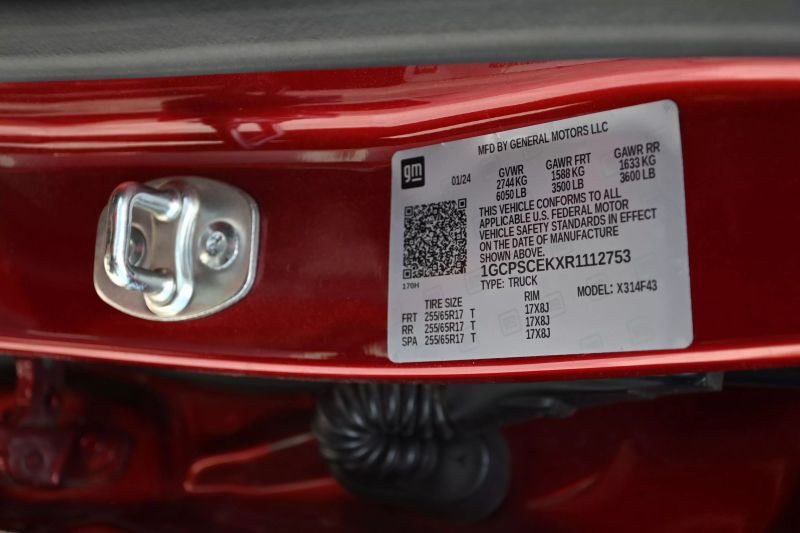 MFD BY GENERAL MOTORS LLC
gm
01/24
GVWR
2744 KG
6050 LB
GAWR FRT
1588 KG
3500 LB
GAWR RR
1633 KG
3600 LB
THIS VEHICLE CONFORMS TO ALL
APPLICABLE U.S. FEDERAL MOTOR
VEHICLE SAFETY STANDARDS IN EFFECT
ON THE DATE OF MANUFACTURE
SHOWN ABOVE.
1GCPSCEKXR1112753
170H
TYPE: TRUCK
MODEL: X314F43
TIRE SIZE RIM
FRT 255/65R17 T 17X8J
RR 255/65R17 T 17X8J
SPA 255/65R17 T 17X8J